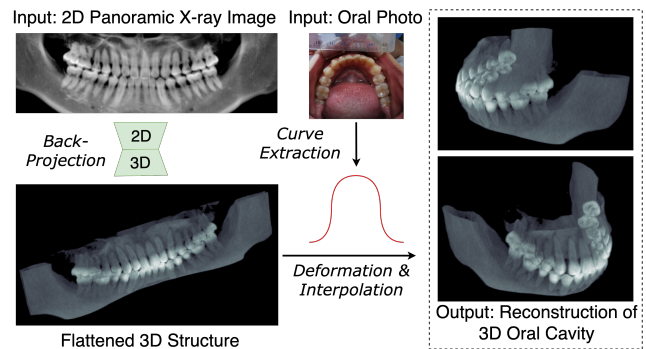 Input: 2D Panoramic X-ray Image
Input: Oral Photo
Back-
Projection
2D
3D
Curve
Extraction
Deformation &
Interpolation
Flattened 3D Structure
Output: Reconstruction of
3D Oral Cavity